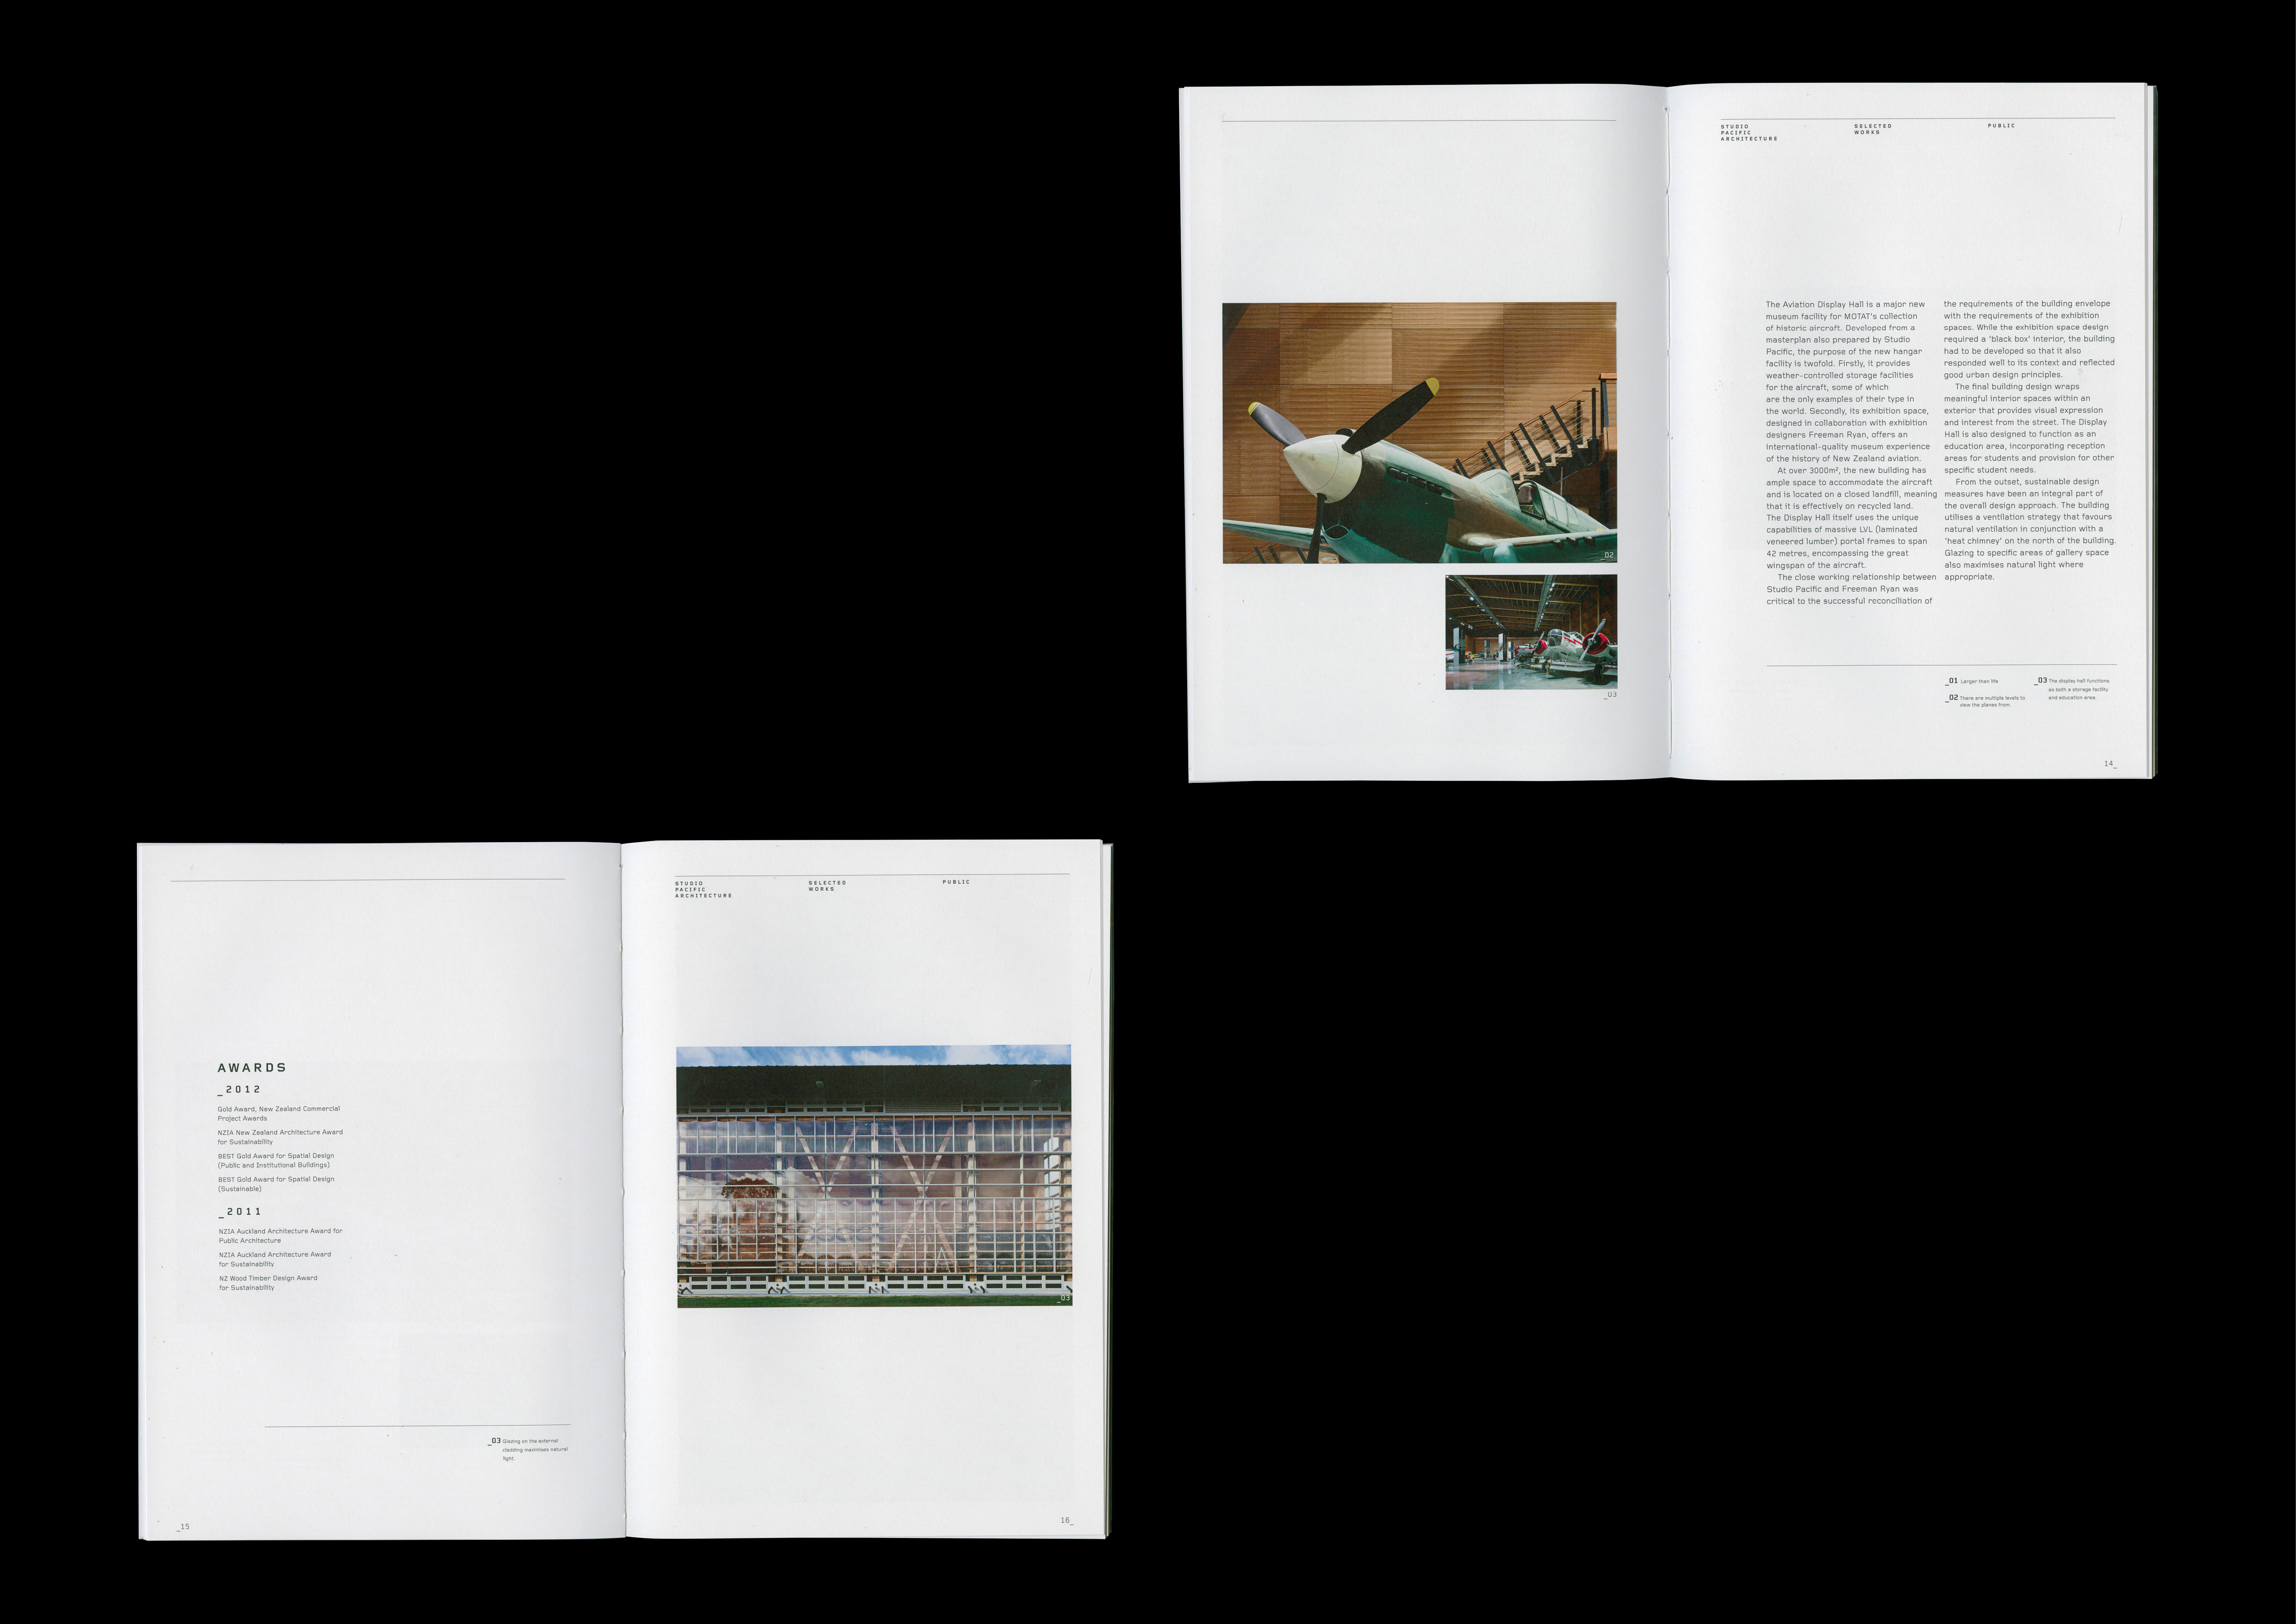 _02
_03
STUDIO
PACIFIC
ARCHITECTURE
SELECTED
WORKS
PUBLIC
The Aviation Display Hall is a major new
museum facility for MOTAT's collection
of historic aircraft. Developed from a
masterplan also prepared by Studio
Pacific, the purpose of the new hangar
facility is twofold. Firstly, it provides
weather-controlled storage facilities
for the aircraft, some of which
are the only examples of their type in
the world. Secondly, its exhibition space,
designed in collaboration with exhibition
designers Freeman Ryan, offers an
international-quality museum experience
of the history of New Zealand aviation.
At over 3000m², the new building has
ample space to accommodate the aircraft
and is located on a closed landfill, meaning
that it is effectively on recycled land.
The Display Hall itself uses the unique
capabilities of massive LVL (laminated
veneered lumber) portal frames to span
42 metres, encompassing the great
wingspan of the aircraft.
The close working relationship between
Studio Pacific and Freeman Ryan was
critical to the successful reconciliation of
the requirements of the building envelope
with the requirements of the exhibition
spaces. While the exhibition space design
required a 'black box' interior, the building
had to be developed so that it also
responded well to its context and reflected
good urban design principles.
The final building design wraps
meaningful interior spaces within an
exterior that provides visual expression
and interest from the street. The Display
Hall is also designed to function as an
education area, incorporating reception
areas for students and provision for other
specific student needs.
From the outset, sustainable design
measures have been an integral part of
the overall design approach. The building
utilises a ventilation strategy that favours
natural ventilation in conjunction with a
'heat chimney' on the north of the building.
Glazing to specific areas of gallery space
also maximises natural light where
appropriate.
_01 Larger than life
_02 There are multiple levels to
view the planes from.
_03 The display hall functions
as both a storage facility
and education area.
14_
AWARDS
_2012
Gold Award, New Zealand Commercial
Project Awards
NZIA New Zealand Architecture Award
for Sustainability
BEST Gold Award for Spatial Design
(Public and Institutional Buildings)
BEST Gold Award for Spatial Design
(Sustainable)
_2011
NZIA Auckland Architecture Award for
Public Architecture
NZIA Auckland Architecture Award
for Sustainability
NZ Wood Timber Design Award
for Sustainability
_03 Glazing on the external
cladding maximises natural
light.
_15
STUDIO
PACIFIC
ARCHITECTURE
SELECTED
WORKS
PUBLIC
_03
16_